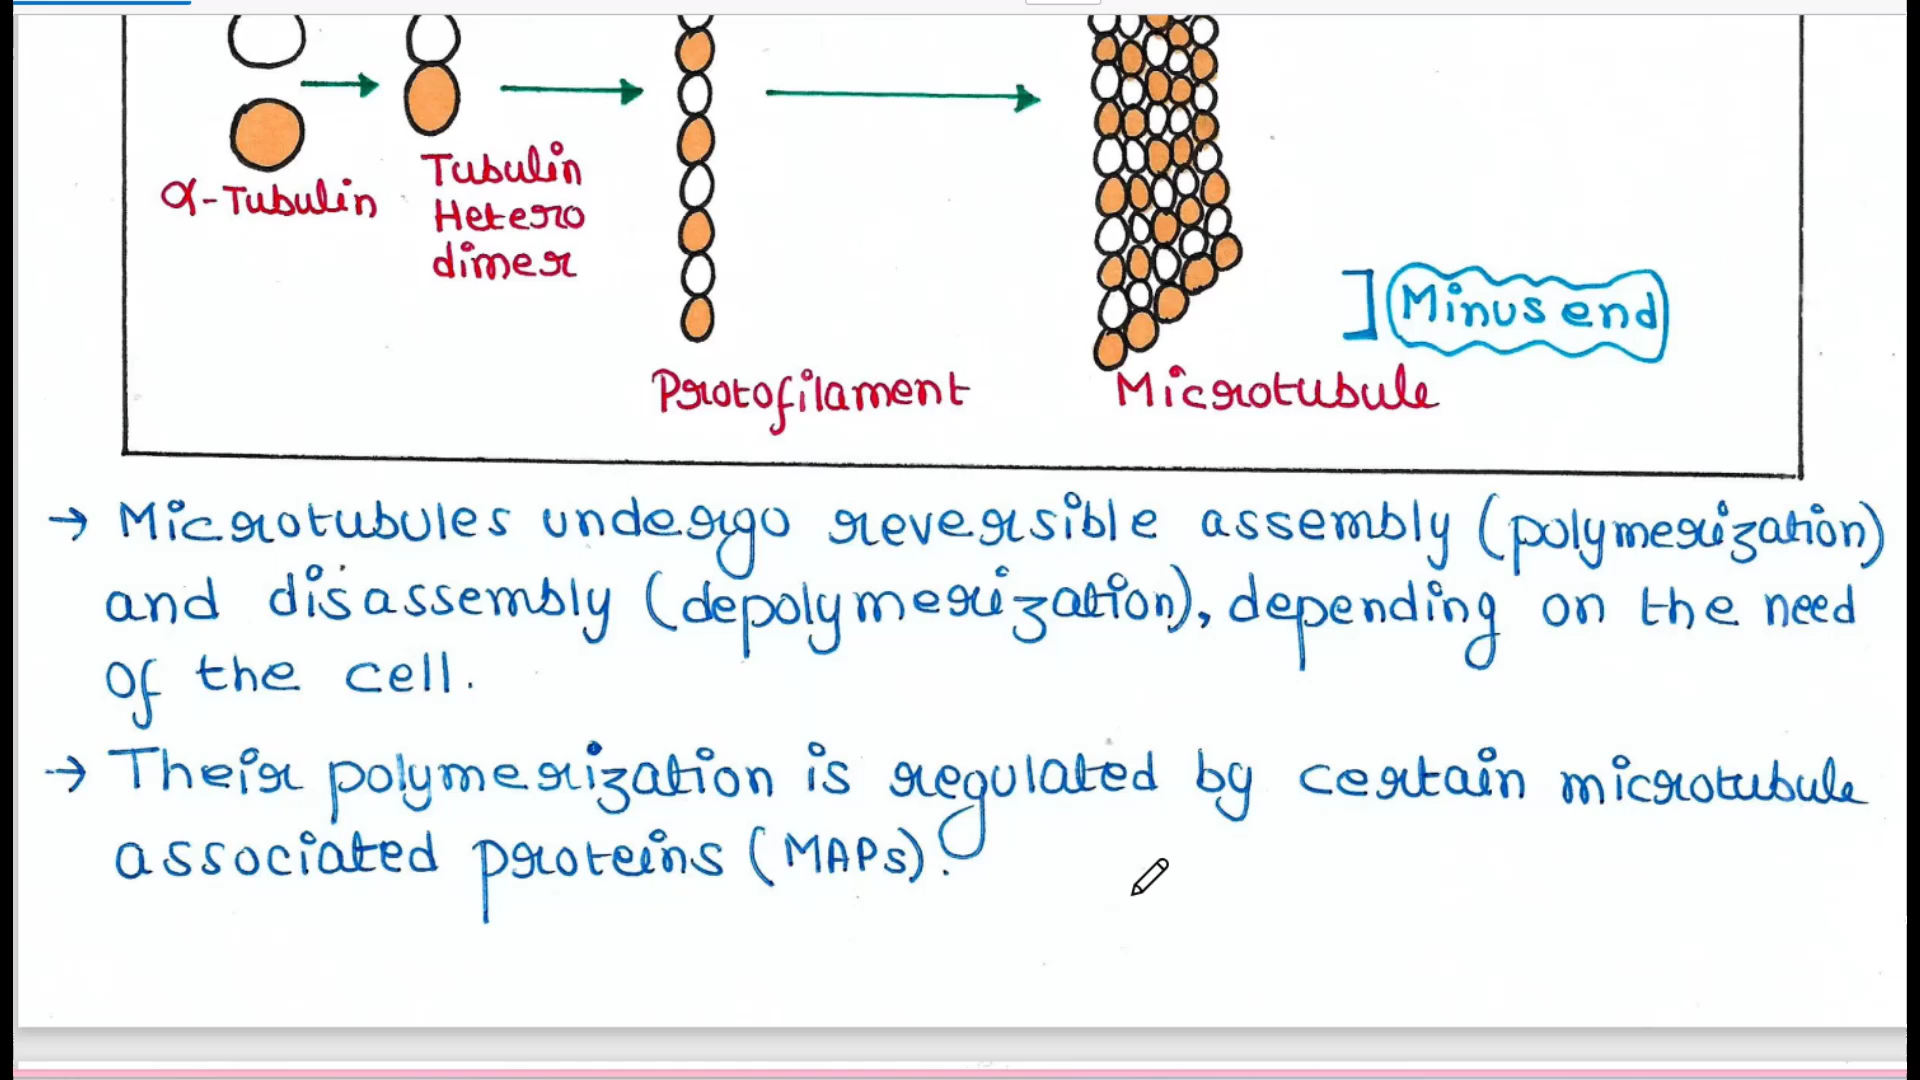 α-Tubulin
Tubulin
Hetero
dimer
] Minus end
Protofilament
Microtubule
→ Microtubules undergo reversible assembly (polymerization)
and disassembly (depolymerization), depending on the need
of the cell.
→ Their polymerization is regulated by certain microtubule
associated proteins (MAPs).